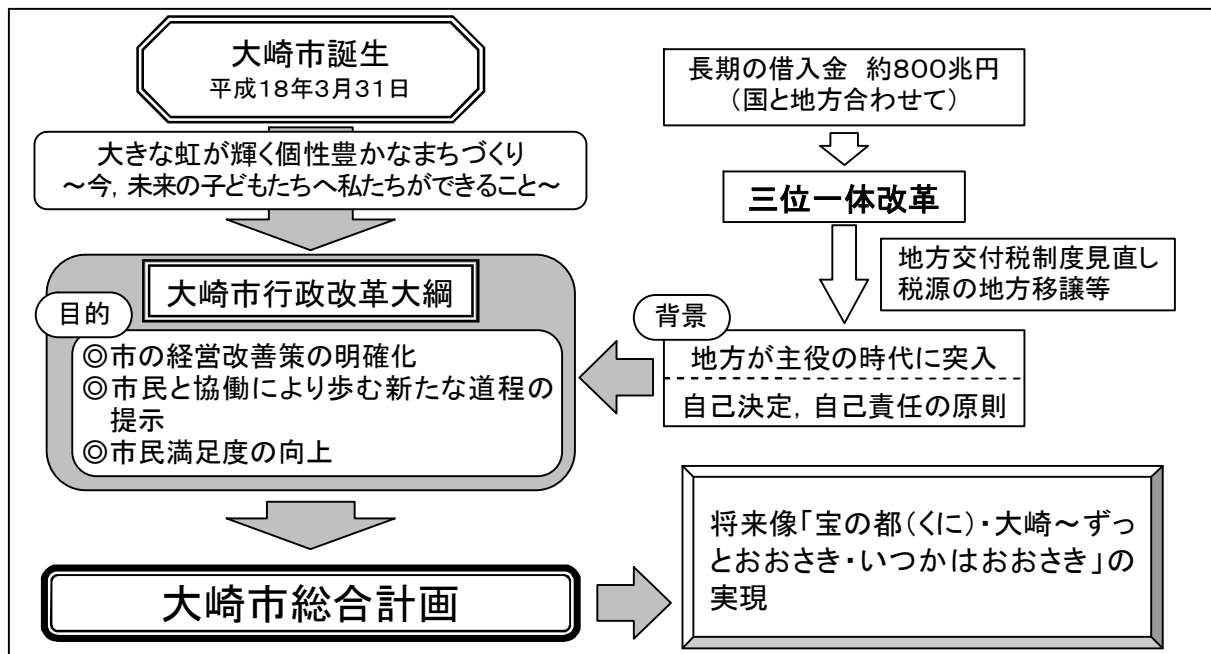 大崎市誕生
平成18年3月31日
大きな虹が輝く個性豊かなまちづくり
～今，未来の子どもたちへ私たちができること～
大崎市行政改革大綱
目的
◎市の経営改善策の明確化
◎市民と協働により歩む新たな道程の
提示
◎市民満足度の向上
長期の借入金　約800兆円
（国と地方合わせて）
三位一体改革
地方交付税制度見直し
税源の地方移譲等
背景
地方が主役の時代に突入
自己決定，自己責任の原則
大崎市総合計画
将来像「宝の都（くに）・大崎～ずっ
とおおさき・いつかはおおさき」の
実現